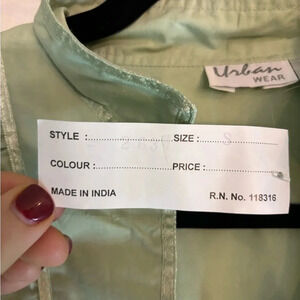 Urban
WEAR
STYLE :.................... SIZE :......S.........
COLOUR :.................... PRICE :....................
MADE IN INDIA R.N. No. 118316